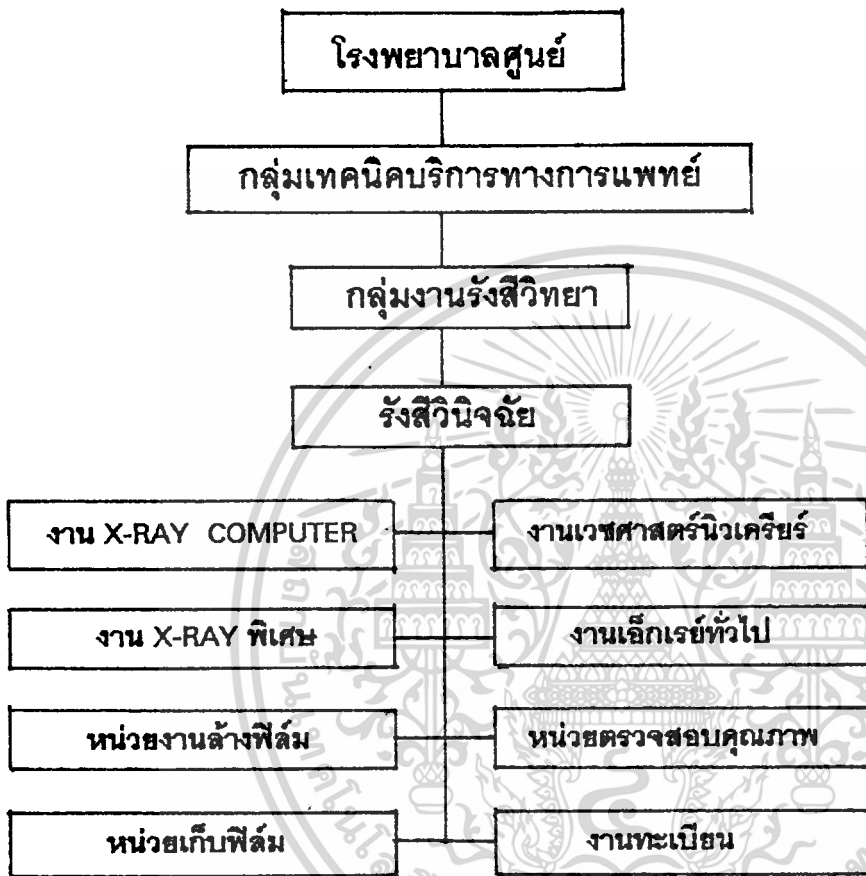 โรงพยาบาลศูนย์
กลุ่มเทคนิคบริการทางการแพทย์
กลุ่มงานรังสีวิทยา
รังสีวินิจฉัย
งาน X-RAY COMPUTER
งานเวชศาสตร์นิวเครียร์
งาน X-RAY พิเศษ
งานเอ็กเรย์ทั่วไป
หน่วยงานล้างฟีล์ม
หน่วยตรวจสอบคุณภาพ
หน่วยเก็บฟีล์ม
งานทะเบียน